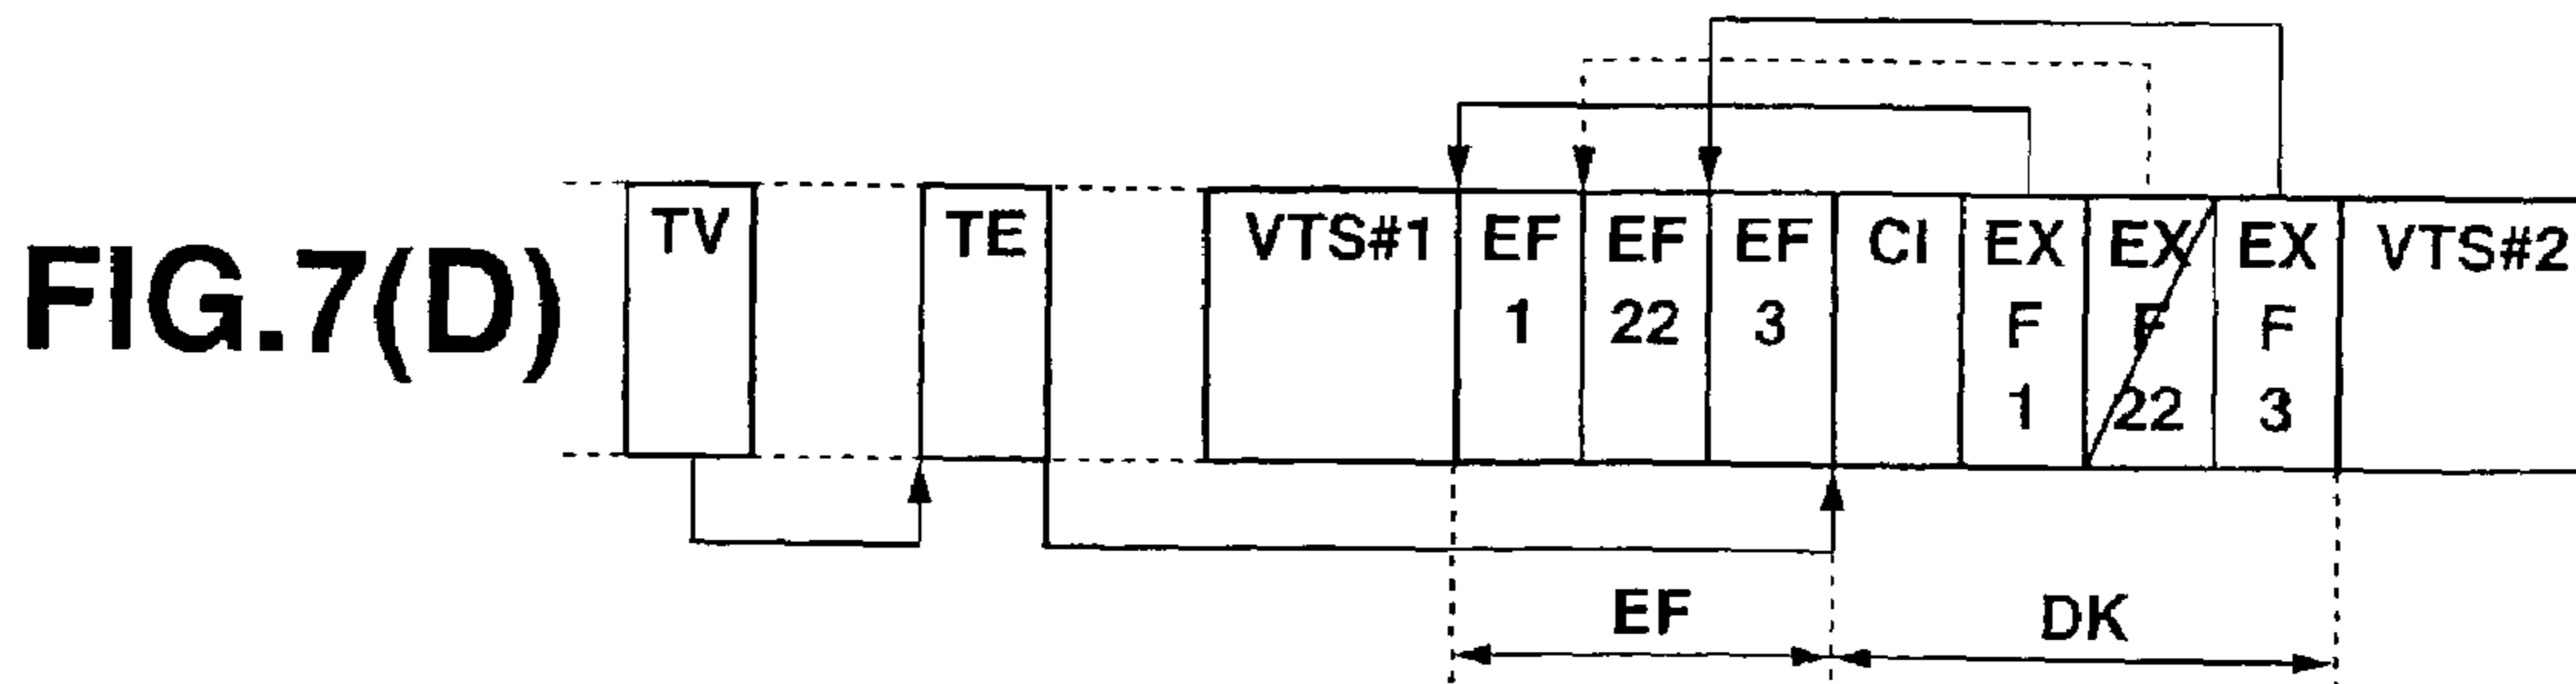 FIG.7(D)
TV
TE
VTS#1
EF
1
EF
22
EF
3
CI
EX
F
1
EX
F
22
EX
F
3
VTS#2
EF
DK